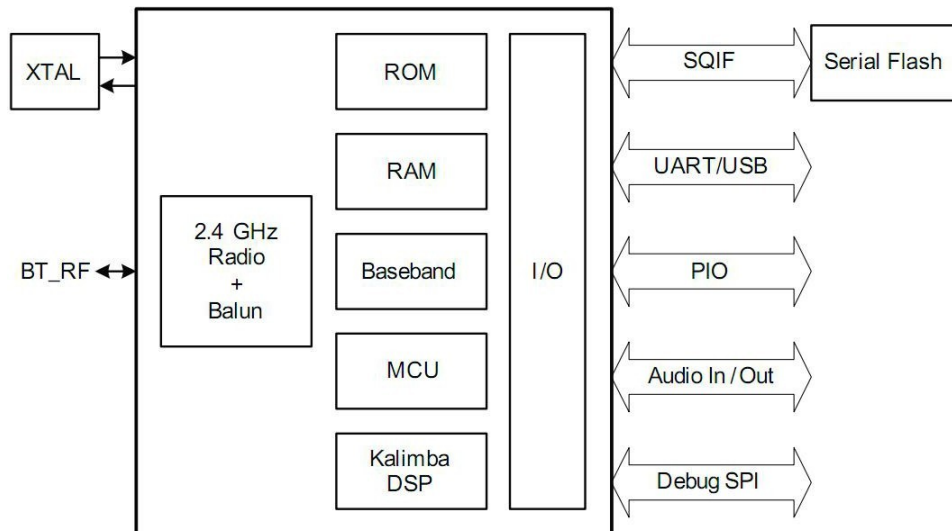 XTAL
BT_RF
2.4 GHz
Radio
+
Balun
ROM
RAM
Baseband
MCU
Kalimba
DSP
I/O
SQIF
UART/USB
PIO
Audio In/Out
Debug SPI
Serial Flash